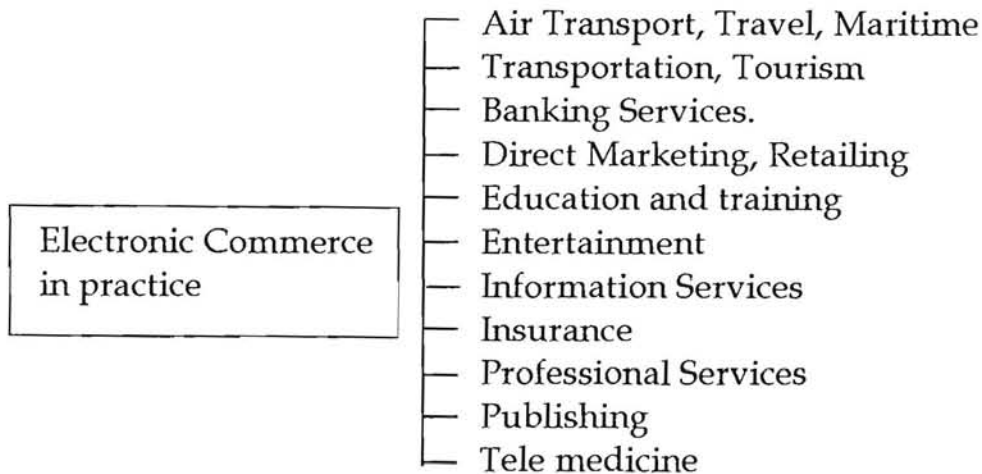 Air Transport, Travel, Maritime
Transportation, Tourism
Banking Services.
Direct Marketing, Retailing
Education and training
Electronic Commerce
in practice
Entertainment
Information Services
Insurance
Professional Services
Publishing
Tele medicine